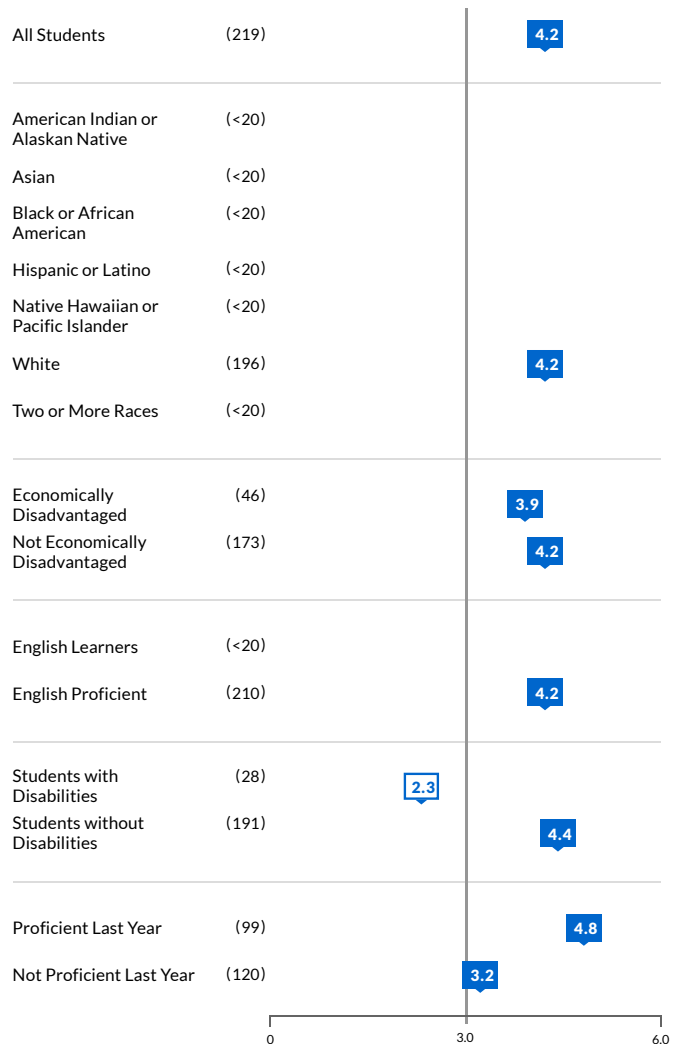 All Students (219) 4.2
American Indian or (<20)
Alaskan Native
Asian (<20)
Black or African (<20)
American
Hispanic or Latino (<20)
Native Hawaiian or (<20)
Pacific Islander
White (196) 4.2
Two or More Races (<20)
Economically (46) 3.9
Disadvantaged
Not Economically (173) 4.2
Disadvantaged
English Learners (<20)
English Proficient (210) 4.2
Students with (28) 2.3
Disabilities
Students without (191) 4.4
Disabilities
Proficient Last Year (99) 4.8
Not Proficient Last Year (120) 3.2
0 3.0 6.0